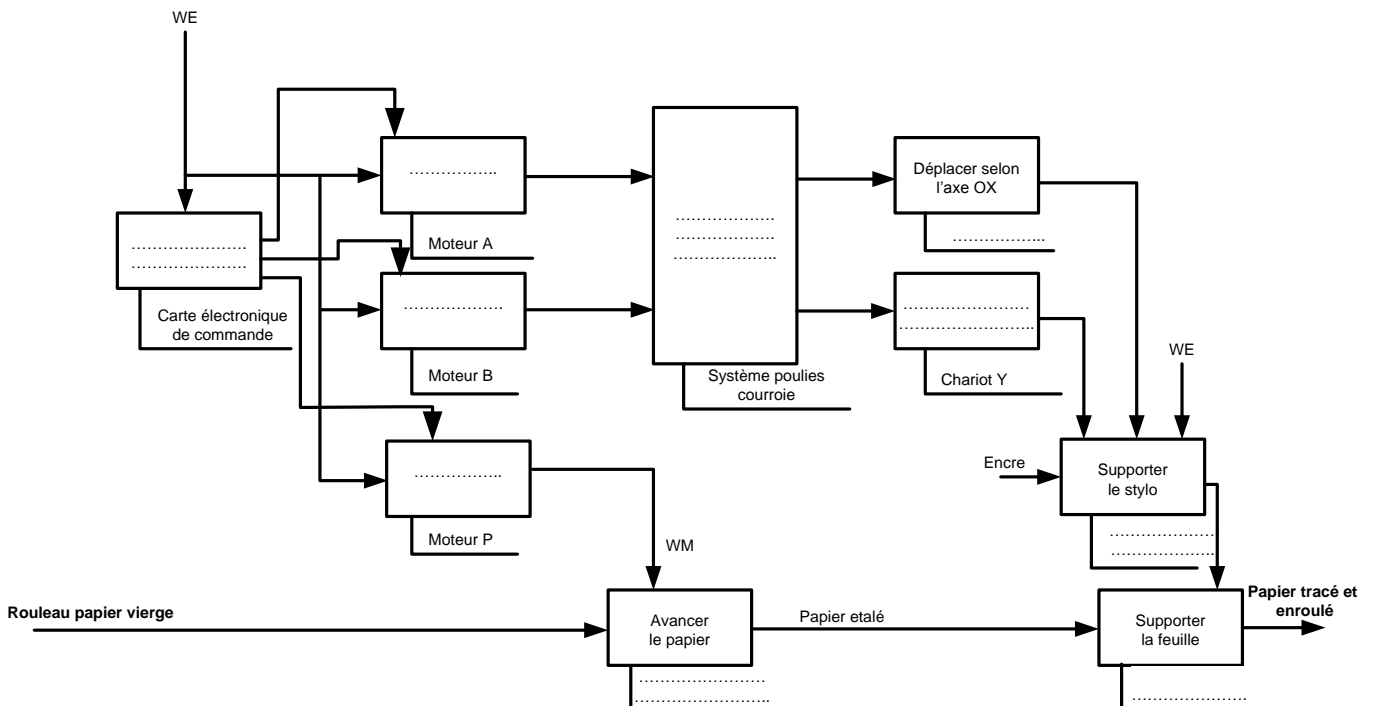 WE
Déplacer selon
l'axe OX
……………..
………………
………………
……………..
…………………
…………………
Moteur A
……………...
Carte électronique
de commande
………………
……………………
……………………..
WE
Moteur B
Système poulies
courroie
Chariot Y
Encre
Supporter
le stylo
……………..
Moteur P
WM
…………………
…………………
Rouleau papier vierge
Avancer
le papier
Papier etalé
Supporter
la feuille
Papier tracé et
enroulé
……………………
……………………..
…………………..